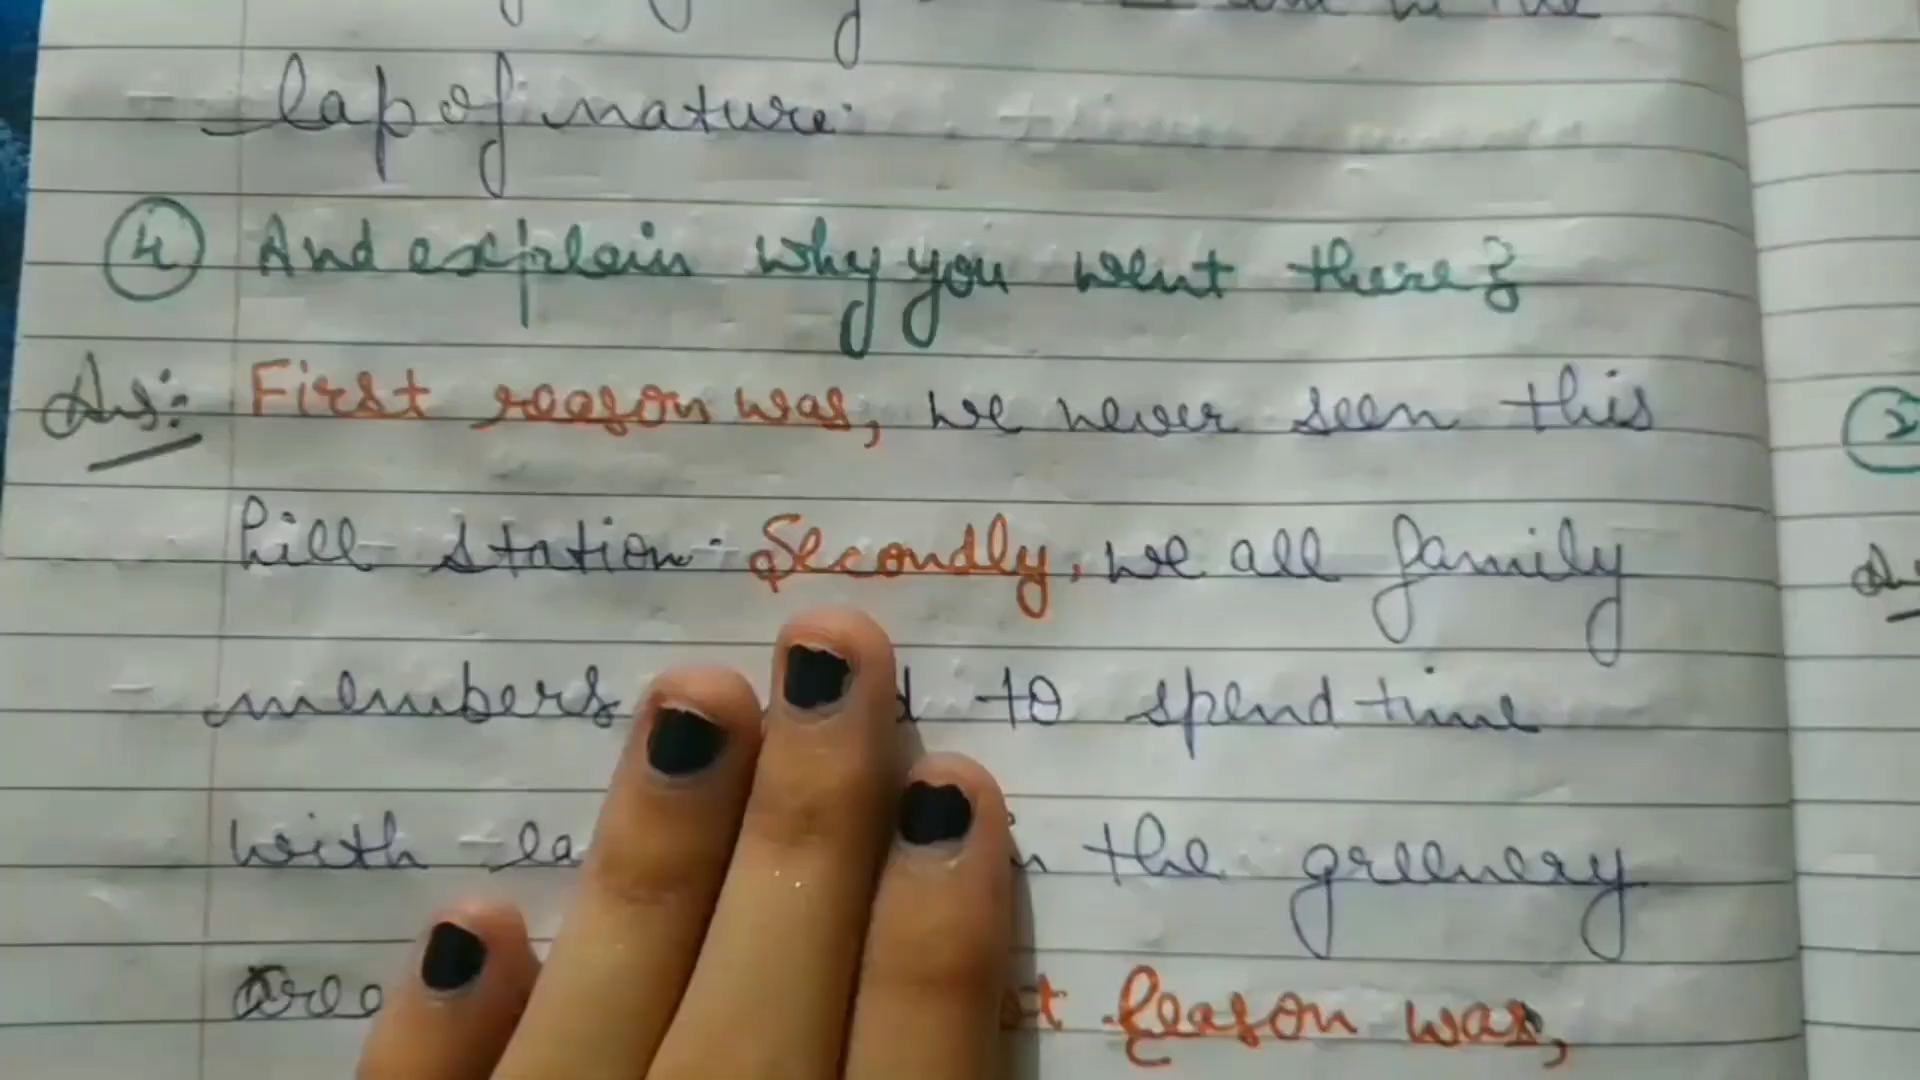 lap of nature.
4 And explain why you went there?
Ans: First reason was, we never seen this
hill station. Secondly, we all family
members to spend time
with the greenery
reason was,